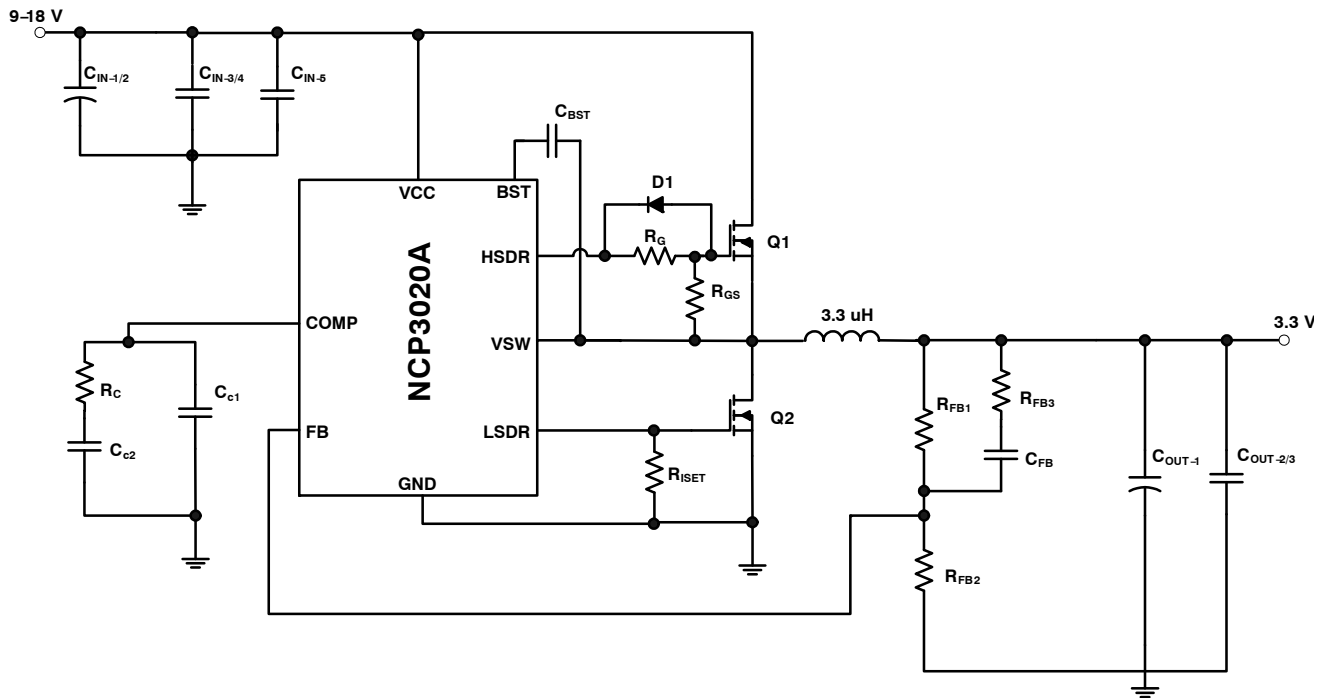 9–18 V
CIN–1/2
CIN–3/4
CIN–5
CBST
VCC
BST
D1
Q1
HSDR
RG
RGS
NCP3020A
COMP
VSW
3.3 uH
3.3 V
RC
Cc1
Q2
RFB1
RFB3
FB
LSDR
Cc2
CFB
COUT–1
COUT–2/3
RISET
GND
RFB2